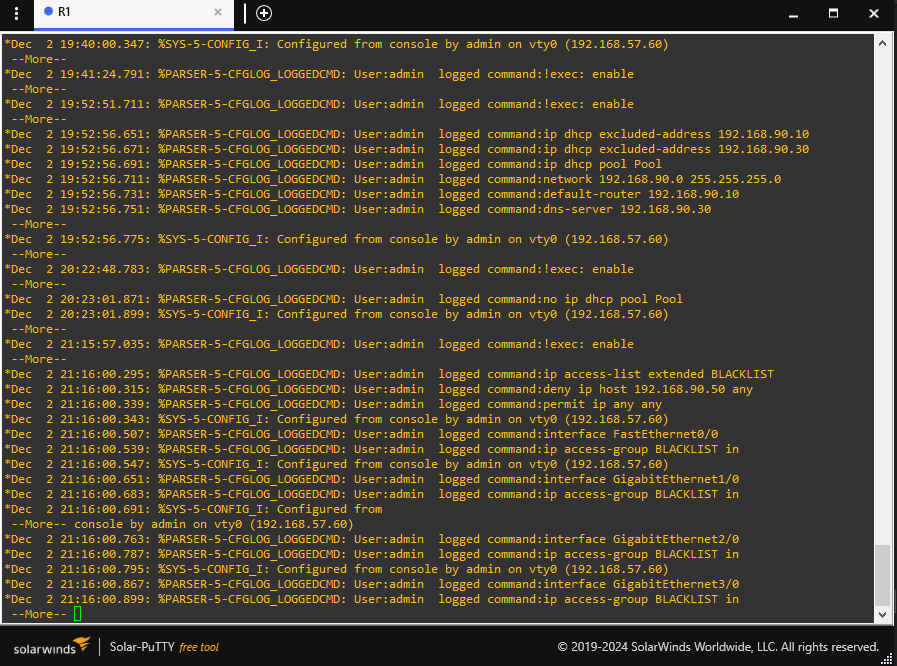 R1
*Dec  2 19:40:00.347: %SYS-5-CONFIG_I: Configured from console by admin on vty0 (192.168.57.60)
 --More--
*Dec  2 19:41:24.791: %PARSER-5-CFGLOG_LOGGEDCMD: User:admin  logged command:!exec: enable
 --More--
*Dec  2 19:52:51.711: %PARSER-5-CFGLOG_LOGGEDCMD: User:admin  logged command:!exec: enable
 --More--
*Dec  2 19:52:56.651: %PARSER-5-CFGLOG_LOGGEDCMD: User:admin  logged command:ip dhcp excluded-address 192.168.90.10
*Dec  2 19:52:56.671: %PARSER-5-CFGLOG_LOGGEDCMD: User:admin  logged command:ip dhcp excluded-address 192.168.90.30
*Dec  2 19:52:56.691: %PARSER-5-CFGLOG_LOGGEDCMD: User:admin  logged command:ip dhcp pool Pool
*Dec  2 19:52:56.711: %PARSER-5-CFGLOG_LOGGEDCMD: User:admin  logged command:network 192.168.90.0 255.255.255.0
*Dec  2 19:52:56.731: %PARSER-5-CFGLOG_LOGGEDCMD: User:admin  logged command:default-router 192.168.90.10
*Dec  2 19:52:56.751: %PARSER-5-CFGLOG_LOGGEDCMD: User:admin  logged command:dns-server 192.168.90.30
 --More--
*Dec  2 19:52:56.775: %SYS-5-CONFIG_I: Configured from console by admin on vty0 (192.168.57.60)
 --More--
*Dec  2 20:22:48.783: %PARSER-5-CFGLOG_LOGGEDCMD: User:admin  logged command:!exec: enable
 --More--
*Dec  2 20:23:01.871: %PARSER-5-CFGLOG_LOGGEDCMD: User:admin  logged command:no ip dhcp pool Pool
*Dec  2 20:23:01.899: %SYS-5-CONFIG_I: Configured from console by admin on vty0 (192.168.57.60)
 --More--
*Dec  2 21:15:57.035: %PARSER-5-CFGLOG_LOGGEDCMD: User:admin  logged command:!exec: enable
 --More--
*Dec  2 21:16:00.295: %PARSER-5-CFGLOG_LOGGEDCMD: User:admin  logged command:ip access-list extended BLACKLIST
*Dec  2 21:16:00.315: %PARSER-5-CFGLOG_LOGGEDCMD: User:admin  logged command:deny ip host 192.168.90.50 any
*Dec  2 21:16:00.339: %PARSER-5-CFGLOG_LOGGEDCMD: User:admin  logged command:permit ip any any
*Dec  2 21:16:00.343: %SYS-5-CONFIG_I: Configured from console by admin on vty0 (192.168.57.60)
*Dec  2 21:16:00.507: %PARSER-5-CFGLOG_LOGGEDCMD: User:admin  logged command:interface FastEthernet0/0
*Dec  2 21:16:00.539: %PARSER-5-CFGLOG_LOGGEDCMD: User:admin  logged command:ip access-group BLACKLIST in
*Dec  2 21:16:00.547: %SYS-5-CONFIG_I: Configured from console by admin on vty0 (192.168.57.60)
*Dec  2 21:16:00.651: %PARSER-5-CFGLOG_LOGGEDCMD: User:admin  logged command:interface GigabitEthernet1/0
*Dec  2 21:16:00.683: %PARSER-5-CFGLOG_LOGGEDCMD: User:admin  logged command:ip access-group BLACKLIST in
*Dec  2 21:16:00.691: %SYS-5-CONFIG_I: Configured from
 --More-- console by admin on vty0 (192.168.57.60)
*Dec  2 21:16:00.763: %PARSER-5-CFGLOG_LOGGEDCMD: User:admin  logged command:interface GigabitEthernet2/0
*Dec  2 21:16:00.787: %PARSER-5-CFGLOG_LOGGEDCMD: User:admin  logged command:ip access-group BLACKLIST in
*Dec  2 21:16:00.795: %SYS-5-CONFIG_I: Configured from console by admin on vty0 (192.168.57.60)
*Dec  2 21:16:00.867: %PARSER-5-CFGLOG_LOGGEDCMD: User:admin  logged command:interface GigabitEthernet3/0
*Dec  2 21:16:00.899: %PARSER-5-CFGLOG_LOGGEDCMD: User:admin  logged command:ip access-group BLACKLIST in
 --More--
solarwinds Solar-PuTTY free tool © 2019-2024 SolarWinds Worldwide, LLC. All rights reserved.